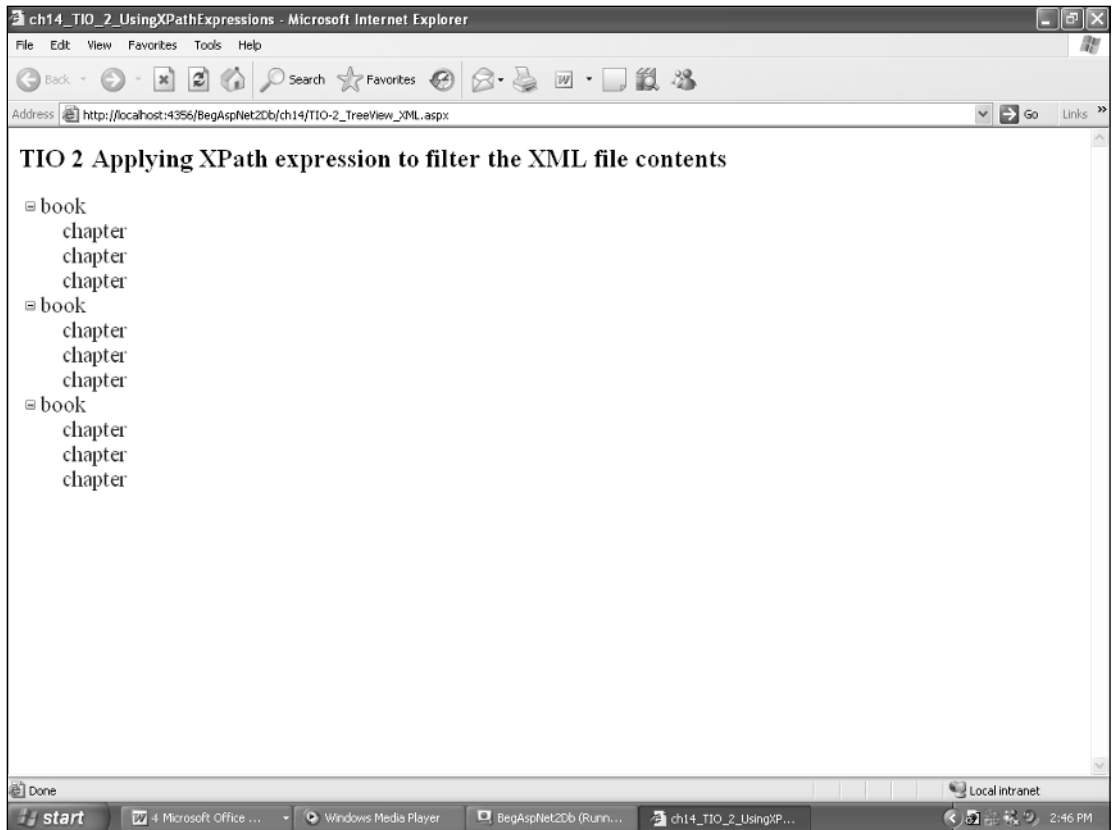 ch14_TIO_2_UsingXPathExpressions - Microsoft Internet Explorer
File Edit View Favorites Tools Help
Back Search Favorites
Address http://localhost:4356/BegAspNet2Db/ch14/TIO-2_TreeView_XML.aspx Go Links »
TIO 2 Applying XPath expression to filter the XML file contents
book
chapter
chapter
chapter
book
chapter
chapter
chapter
book
chapter
chapter
chapter
Done Local intranet
start 4 Microsoft Office ... Windows Media Player BegAspNet2Db (Runn... ch14_TIO_2_UsingXP... 2:46 PM